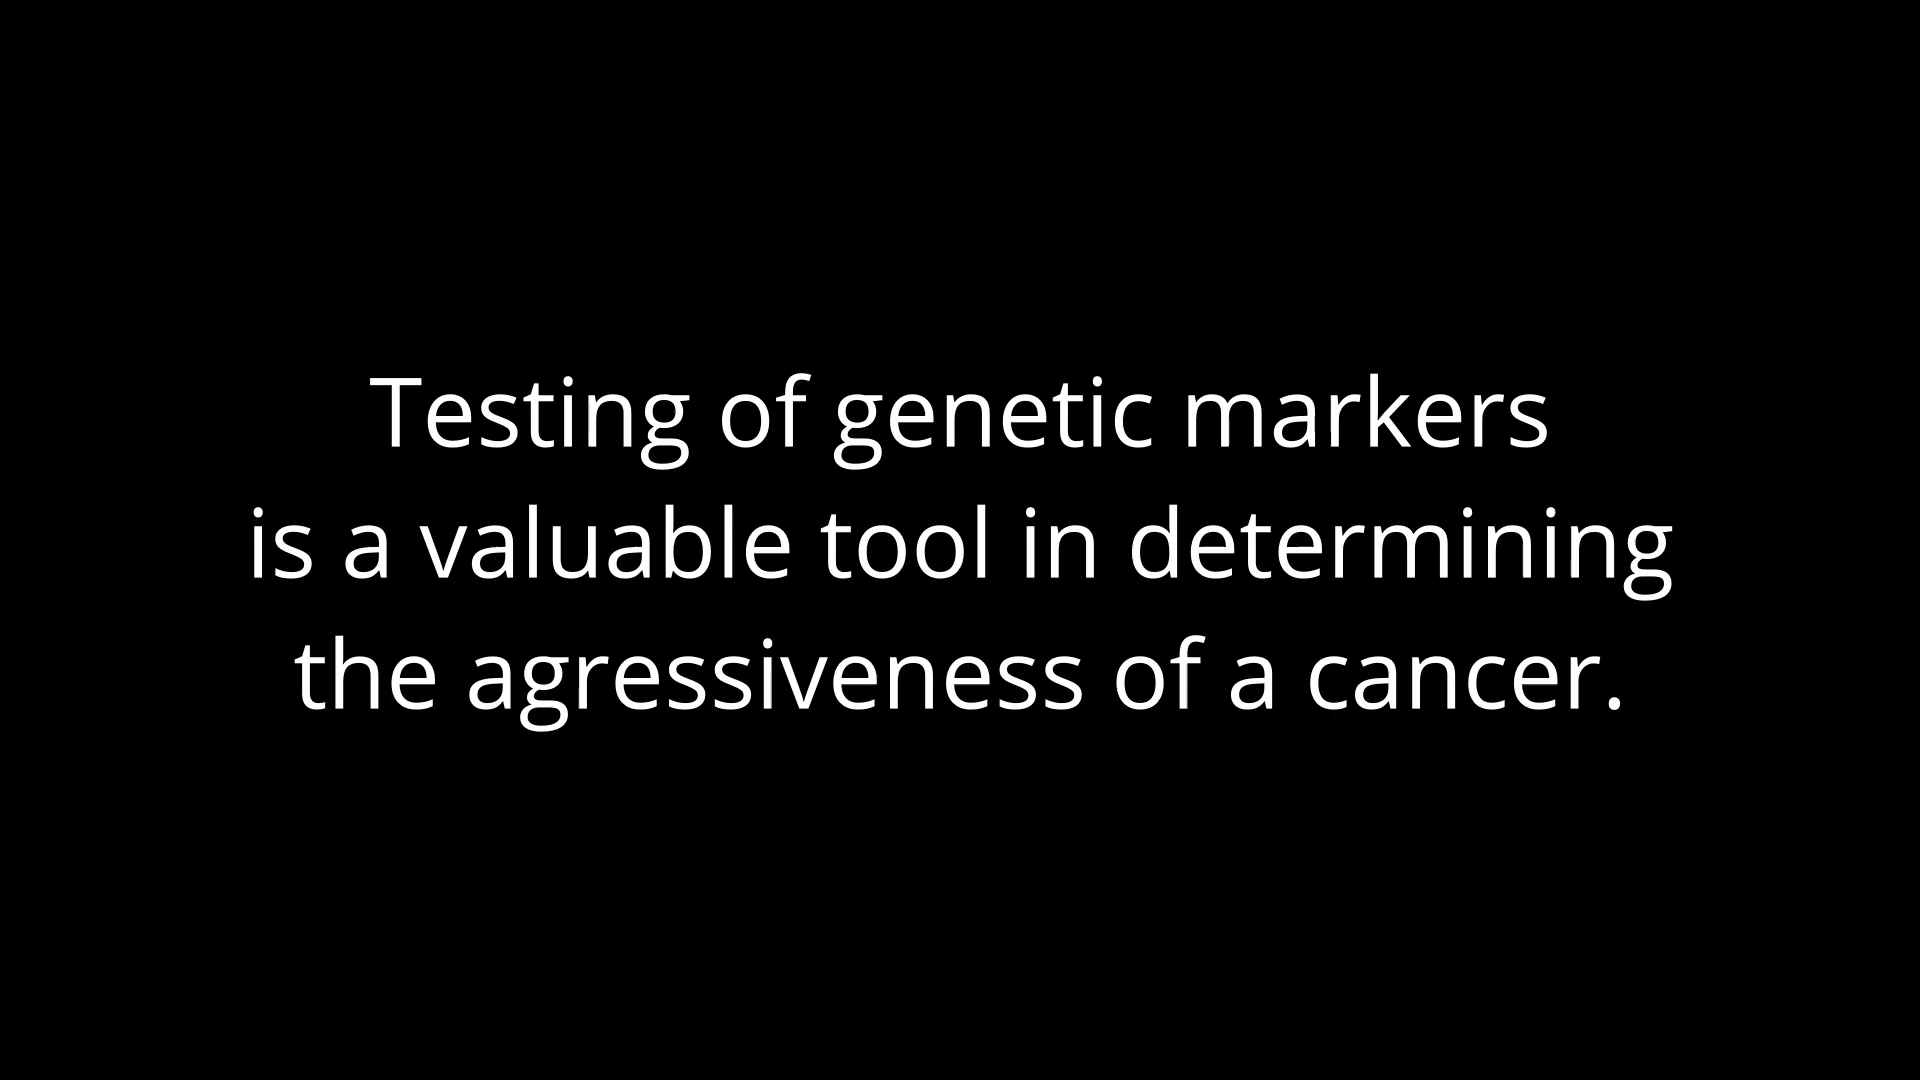 Testing of genetic markers
is a valuable tool in determining
the agressiveness of a cancer.